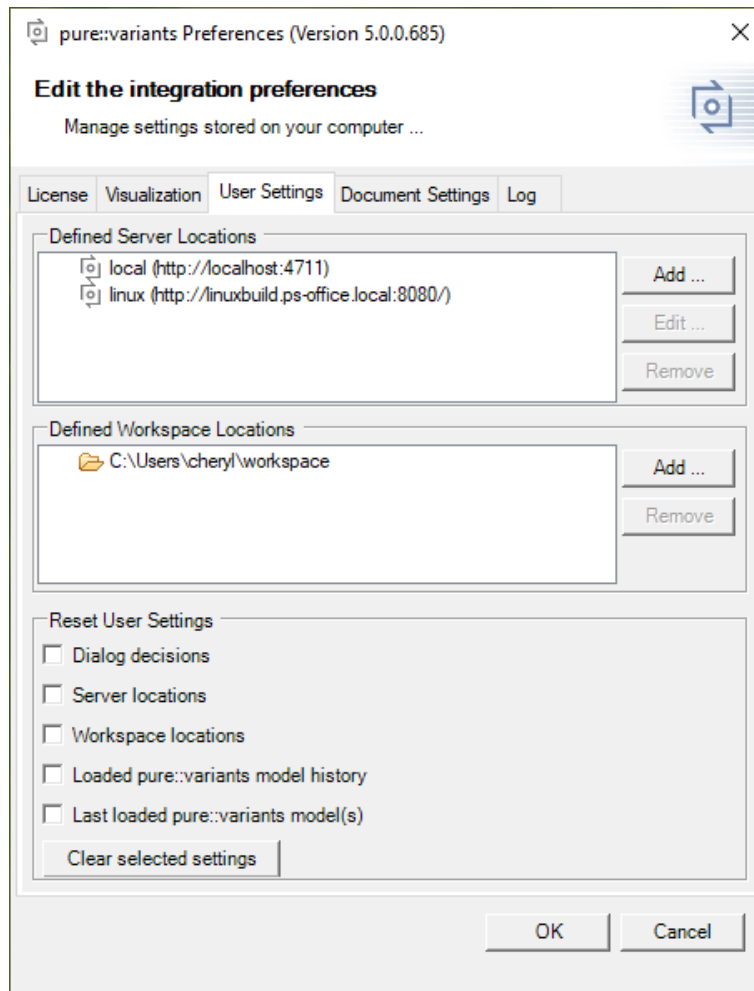 pure::variants Preferences (Version 5.0.0.685)
Edit the integration preferences
Manage settings stored on your computer ...
License Visualization User Settings Document Settings Log
Defined Server Locations
local (http://localhost:4711)
linux (http://linuxbuild.ps-office.local:8080/)
Add ...
Edit ...
Remove
Defined Workspace Locations
C:\Users\cheryl\workspace
Add ...
Remove
Reset User Settings
Dialog decisions
Server locations
Workspace locations
Loaded pure::variants model history
Last loaded pure::variants model(s)
Clear selected settings
OK Cancel